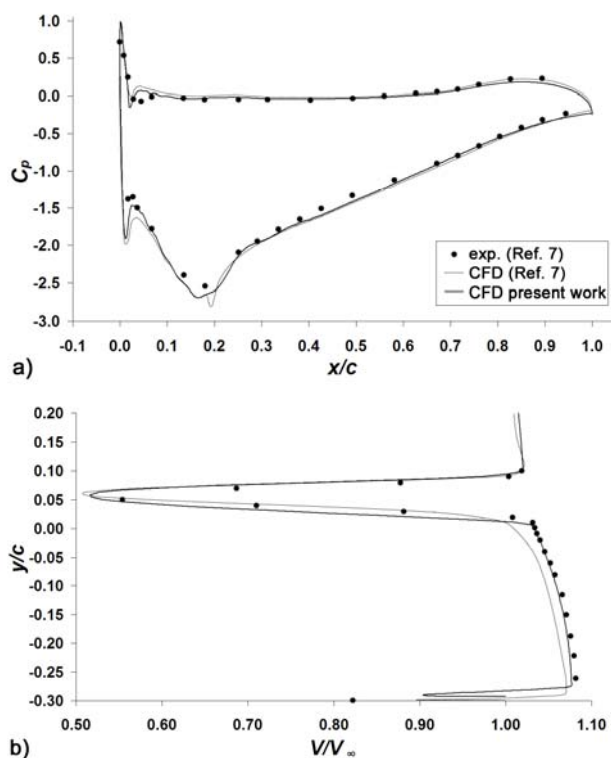 1.0
0.5
0.0
-0.5
-1.0
-1.5
-2.0
-2.5
-3.0
Cp
exp. (Ref. 7)
CFD (Ref. 7)
CFD present work
-0.1 0.0 0.1 0.2 0.3 0.4 0.5 0.6 0.7 0.8 0.9 1.0
a)
x/c
0.20
0.15
0.10
0.05
0.00
-0.05
-0.10
-0.15
-0.20
-0.25
-0.30
y/c
0.50 0.60 0.70 0.80 0.90 1.00 1.10
b)
V/V∞